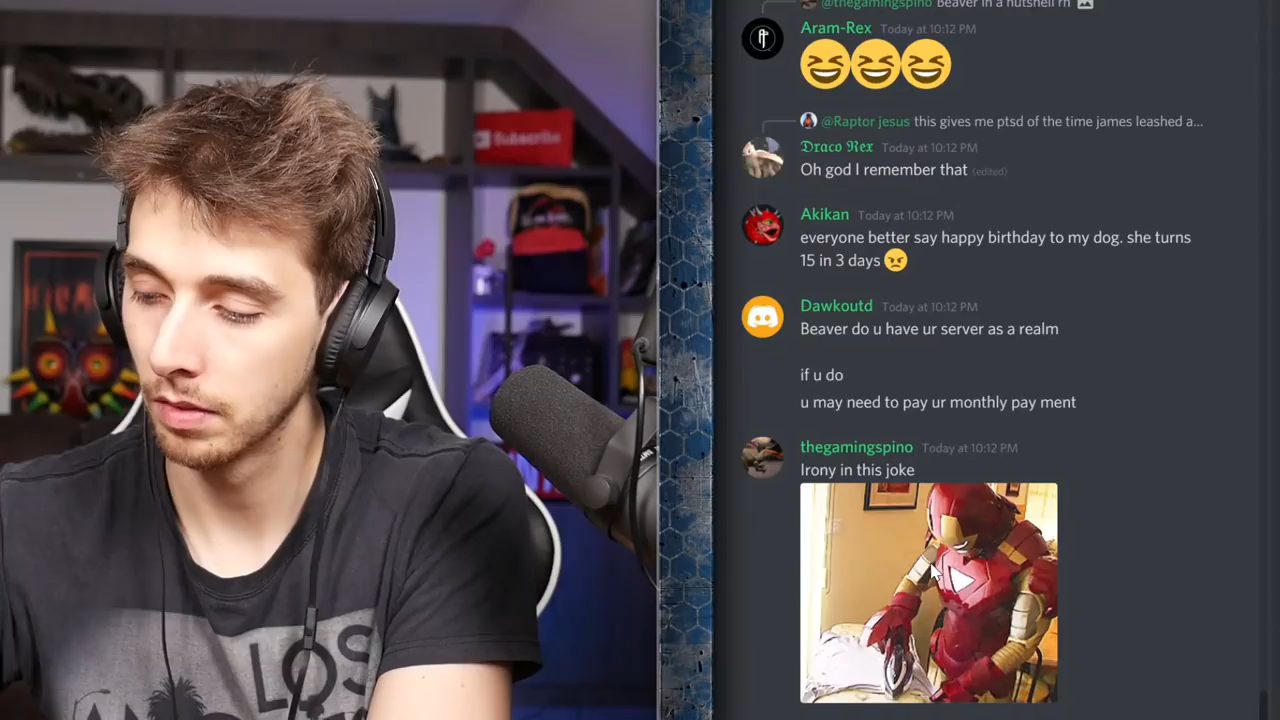 @thegamingspino Beaver in a nutshell rn
Aram-Rex Today at 10:12 PM
@Raptor jesus this gives me ptsd of the time james leashed a...
Draco Rex Today at 10:12 PM
Oh god I remember that (edited)
Akikan Today at 10:12 PM
everyone better say happy birthday to my dog. she turns
15 in 3 days
Dawkoutd Today at 10:12 PM
Beaver do u have ur server as a realm
if u do
u may need to pay ur monthly pay ment
thegamingspino Today at 10:12 PM
Irony in this joke
Subscribe
LOS